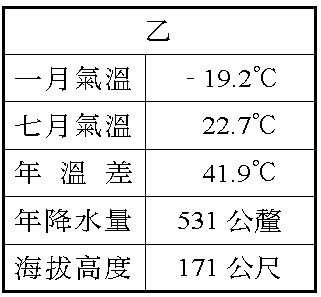 乙
一月氣溫 - 19.2℃
七月氣溫 22.7℃
年溫差 41.9℃
年降水量 531 公釐
海拔高度 171 公尺